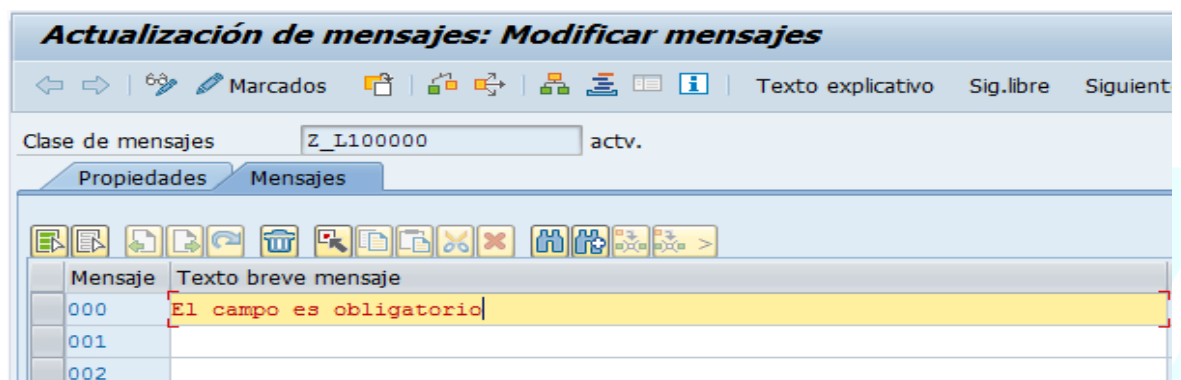 Actualización de mensajes: Modificar mensajes
Marcados Texto explicativo Sig.libre Siguient
Clase de mensajes Z_L100000 actv.
Propiedades Mensajes
Mensaje Texto breve mensaje
000 El campo es obligatorio
001
002